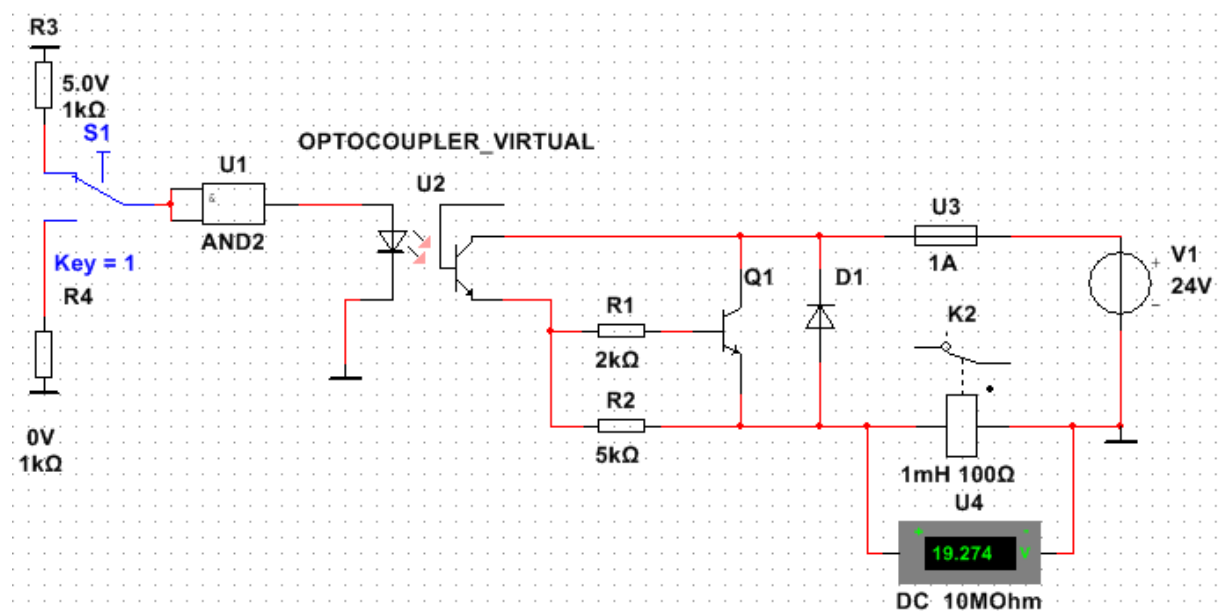 R3
5.0V
1kΩ
S1
Key = 1
R4
0V
1kΩ
U1
&
AND2
OPTOCOUPLER_VIRTUAL
U2
R1
2kΩ
R2
5kΩ
Q1
D1
U3
1A
V1
+
24V
−
K2
1mH 100Ω
U4
+ -
19.274 V
DC 10MOhm